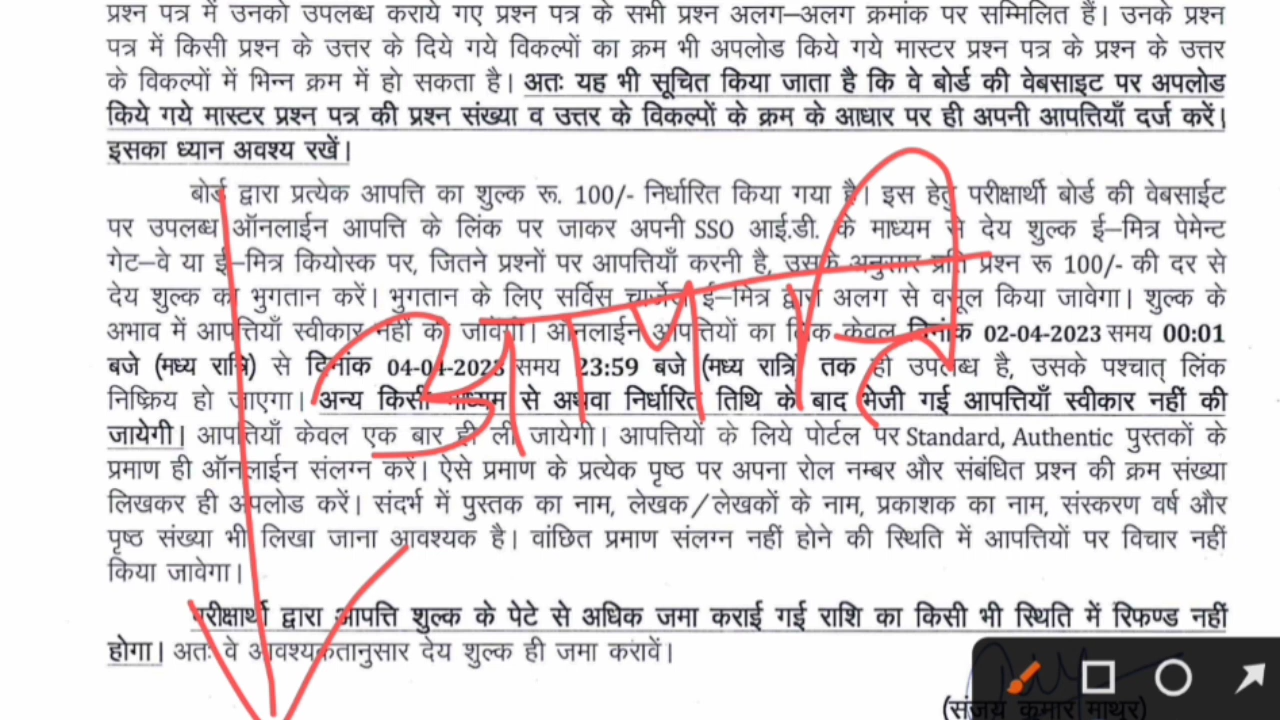 प्रश्न पत्र में उनको उपलब्ध कराये गए प्रश्न पत्र के सभी प्रश्न अलग–अलग क्रमांक पर सम्मिलित हैं। उनके प्रश्न
पत्र में किसी प्रश्न के उत्तर के दिये गये विकल्पों का क्रम भी अपलोड किये गये मास्टर प्रश्न पत्र के प्रश्न के उत्तर
के विकल्पों में भिन्न क्रम में हो सकता है। अतः यह भी सूचित किया जाता है कि वे बोर्ड की वेबसाइट पर अपलोड
किये गये मास्टर प्रश्न पत्र की प्रश्न संख्या व उत्तर के विकल्पों के क्रम के आधार पर ही अपनी आपत्तियाँ दर्ज करें।
इसका ध्यान अवश्य रखें।
बोर्ड द्वारा प्रत्येक आपत्ति का शुल्क रू. 100/- निर्धारित किया गया है। इस हेतु परीक्षार्थी बोर्ड की वेबसाईट
पर उपलब्ध ऑनलाईन आपत्ति के लिंक पर जाकर अपनी SSO आई.डी. के माध्यम से देय शुल्क ई–मित्र पेमेन्ट
गेट–वे या ई–मित्र कियोस्क पर, जितने प्रश्नों पर आपत्तियाँ करनी है, उसके अनुसार प्रति प्रश्न रू 100/- की दर से
देय शुल्क का भुगतान करें। भुगतान के लिए सर्विस चार्जेज ई–मित्र द्वारा अलग से वसूल किया जावेगा। शुल्क के
अभाव में आपत्तियाँ स्वीकार नहीं की जावेगी। ऑनलाईन आपत्तियों का लिंक केवल दिनांक 02-04-2023 समय 00:01
बजे (मध्य रात्रि) से दिनांक 04-04-2023 समय 23:59 बजे (मध्य रात्रि) तक ही उपलब्ध है, उसके पश्चात् लिंक
निष्क्रिय हो जाएगा। अन्य किसी माध्यम से अथवा निर्धारित तिथि के बाद भेजी गई आपत्तियाँ स्वीकार नहीं की
जायेगी। आपत्तियाँ केवल एक बार ही ली जायेगी। आपत्तियों के लिये पोर्टल पर Standard, Authentic पुस्तकों के
प्रमाण ही ऑनलाईन संलग्न करें। ऐसे प्रमाण के प्रत्येक पृष्ठ पर अपना रोल नम्बर और संबंधित प्रश्न की क्रम संख्या
लिखकर ही अपलोड करें। संदर्भ में पुस्तक का नाम, लेखक/लेखकों के नाम, प्रकाशक का नाम, संस्करण वर्ष और
पृष्ठ संख्या भी लिखा जाना आवश्यक है। वांछित प्रमाण संलग्न नहीं होने की स्थिति में आपत्तियों पर विचार नहीं
किया जावेगा।
परीक्षार्थी द्वारा आपत्ति शुल्क के पेटे से अधिक जमा कराई गई राशि का किसी भी स्थिति में रिफण्ड नहीं
होगा। अतः वे आवश्यकतानुसार देय शुल्क ही जमा करावें।
(संजय कुमार माथुर)